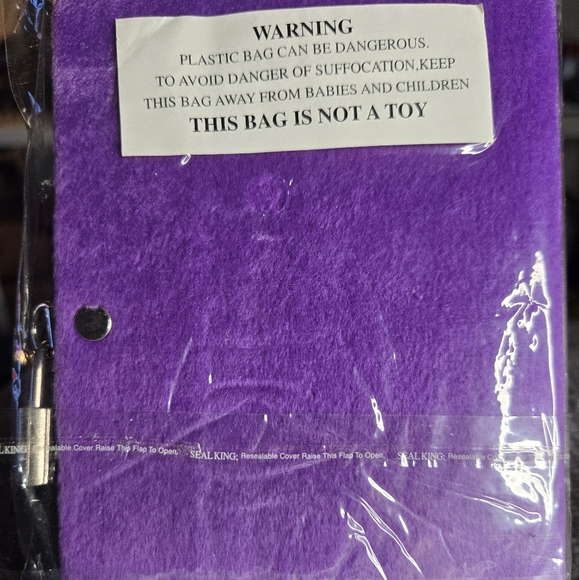 WARNING
PLASTIC BAG CAN BE DANGEROUS.
TO AVOID DANGER OF SUFFOCATION,KEEP
THIS BAG AWAY FROM BABIES AND CHILDREN
THIS BAG IS NOT A TOY
KING; Resealable Cover Raise This Flap To Open. SEAL KING; Resealable Cover Raise This Flap To Open. SEAL KING; Resealable